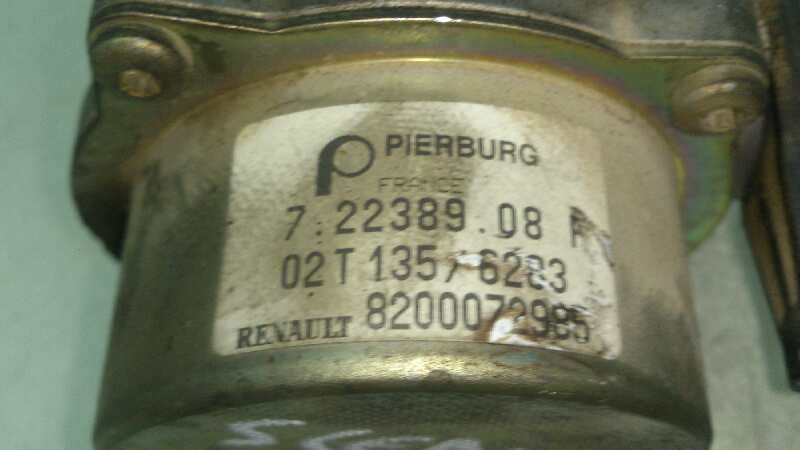 PIERBURG
FRANCE
7.22389.08
02T 135/6283
RENAULT 8200072985